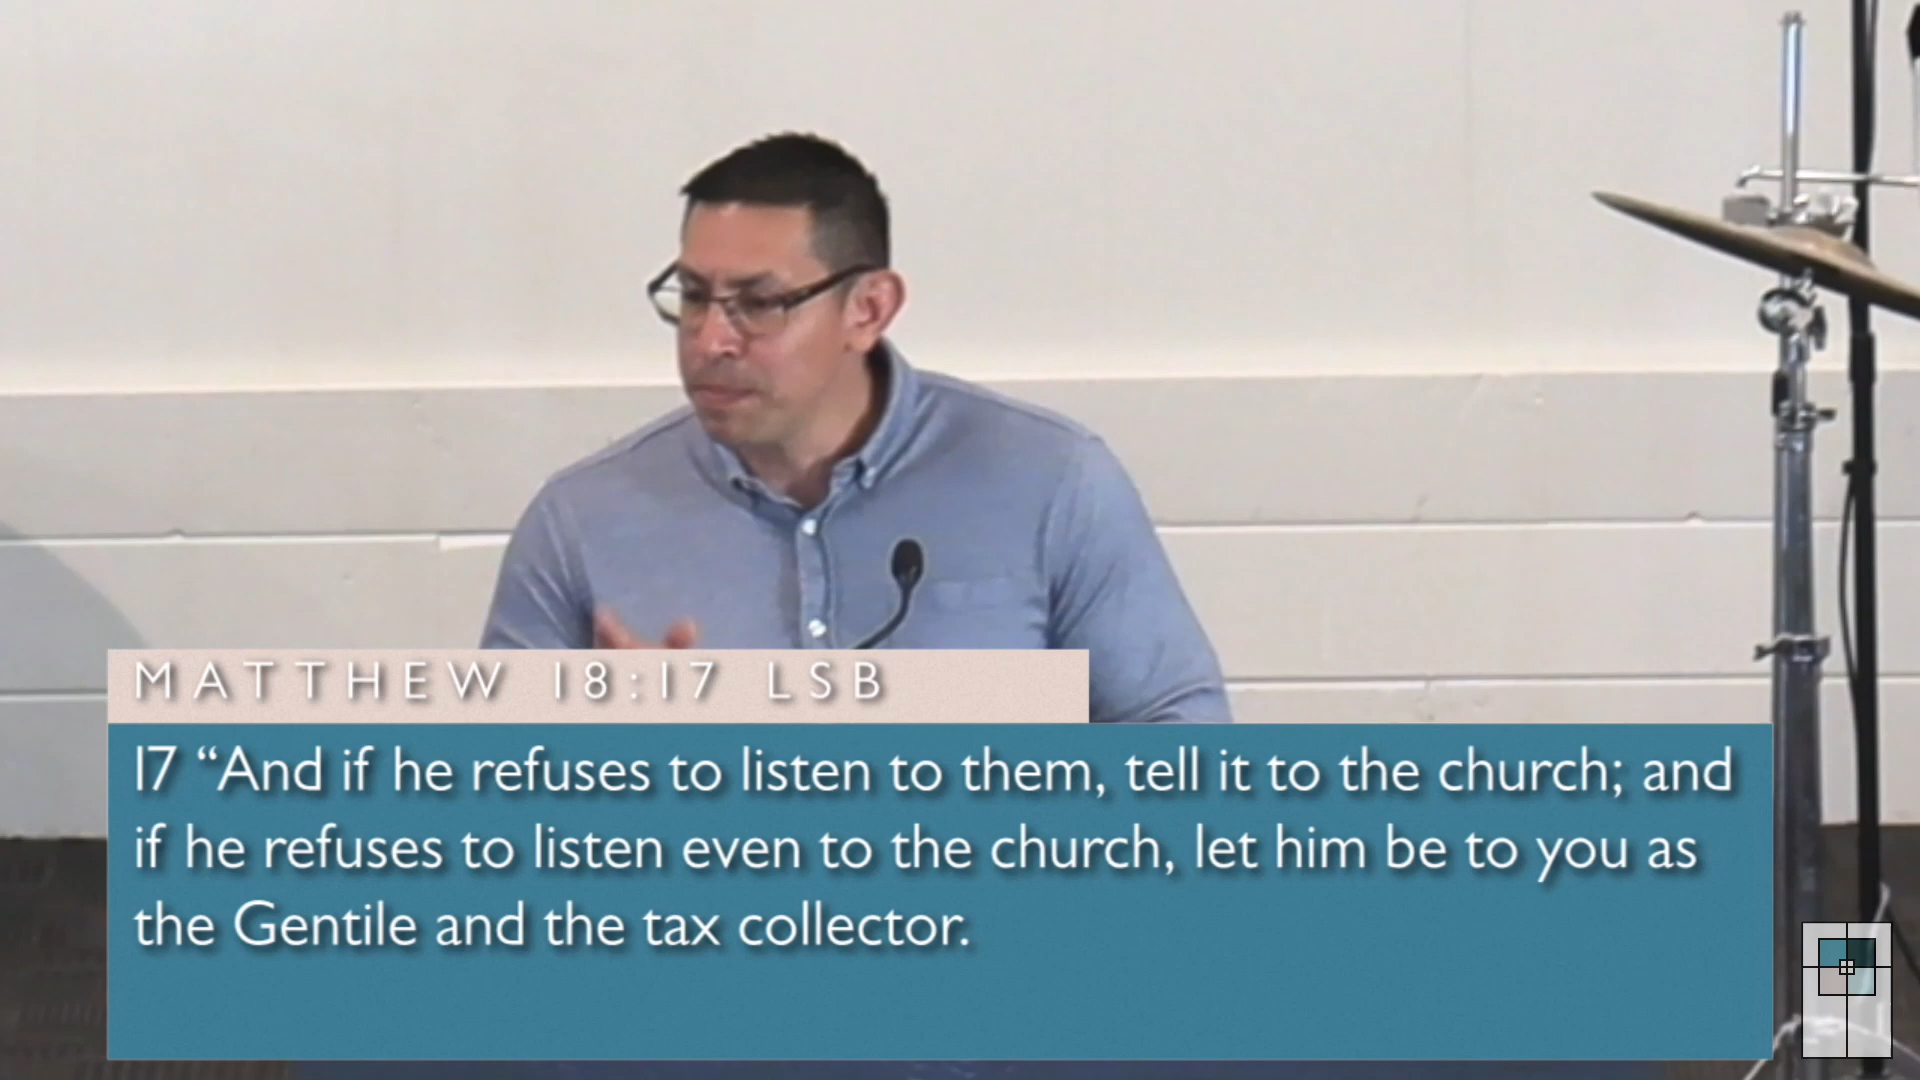 MATTHEW 18:17 LSB
17 “And if he refuses to listen to them, tell it to the church; and
if he refuses to listen even to the church, let him be to you as
the Gentile and the tax collector.